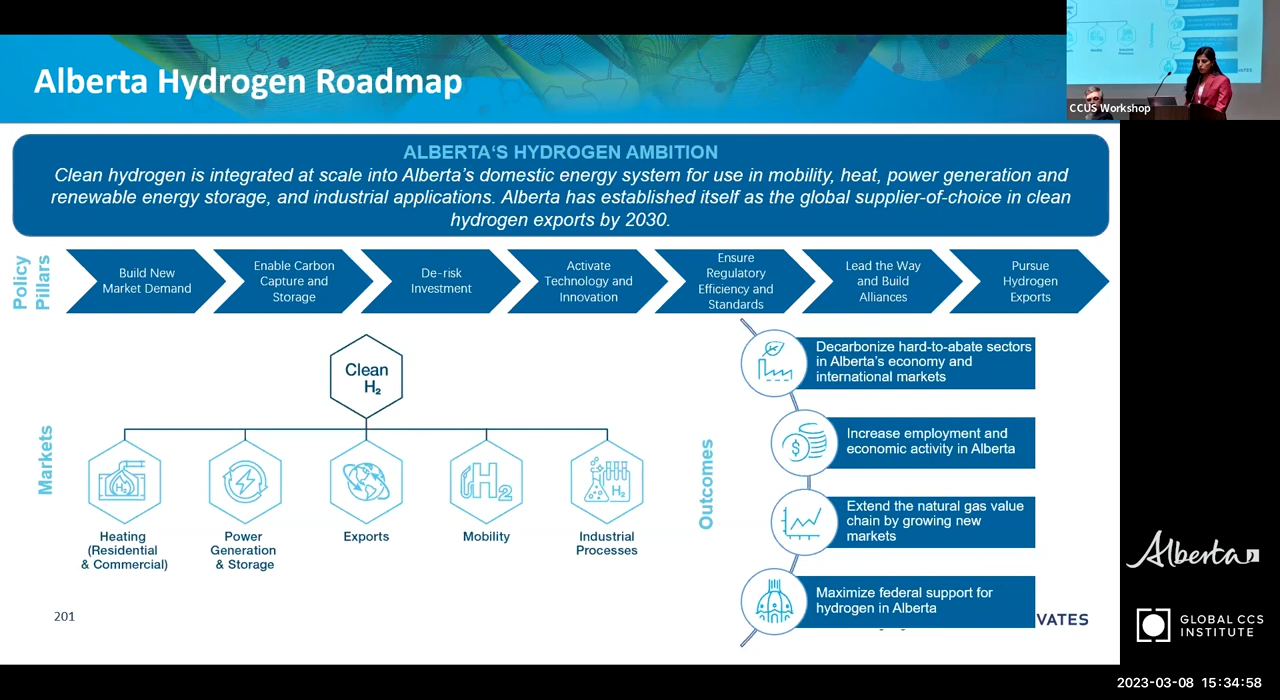 Alberta Hydrogen Roadmap
CCUS Workshop
ALBERTA'S HYDROGEN AMBITION
Clean hydrogen is integrated at scale into Alberta's domestic energy system for use in mobility, heat, power generation and
renewable energy storage, and industrial applications. Alberta has established itself as the global supplier-of-choice in clean
hydrogen exports by 2030.
Policy
Pillars
Build New
Market Demand
Enable Carbon
Capture and
Storage
De-risk
Investment
Activate
Technology and
Innovation
Ensure
Regulatory
Efficiency and
Standards
Lead the Way
and Build
Alliances
Pursue
Hydrogen
Exports
Clean
H₂
Markets
H₂
H₂
H₂
Heating
(Residential
& Commercial)
Power
Generation
& Storage
Exports
Mobility
Industrial
Processes
Outcomes
Decarbonize hard-to-abate sectors
in Alberta's economy and
international markets
$
Increase employment and
economic activity in Alberta
Extend the natural gas value
chain by growing new
markets
Maximize federal support for
hydrogen in Alberta
201
VATES
Alberta
GLOBAL CCS
INSTITUTE
2023-03-08 15:34:58